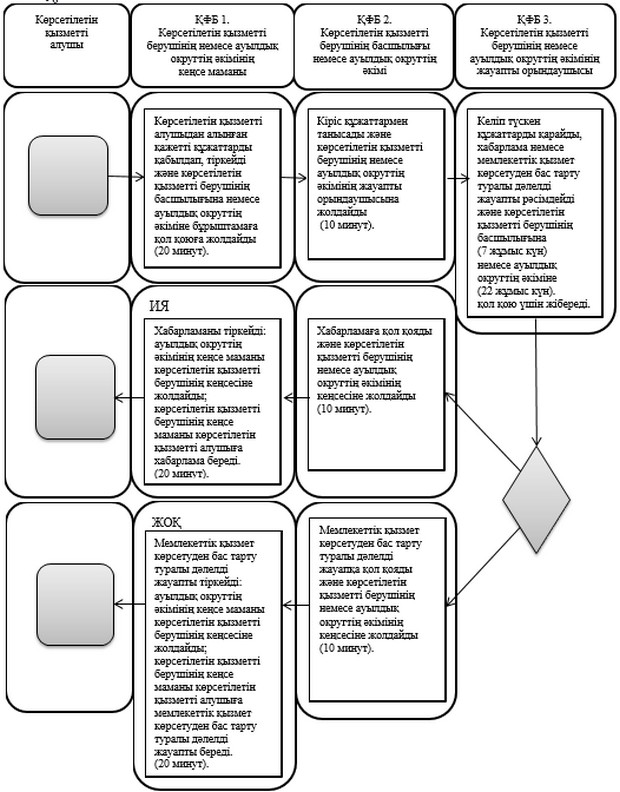 Көрсетілетін
қызметті
алушы
ҚФБ 1.
Көрсетілетін қызметті
берушінің немесе ауылдық
округтің әкімінің
кеңсе маманы
ҚФБ 2.
Көрсетілетін қызметті
берушінің басшылығы
немесе ауылдық округтің
әкімі
ҚФБ 3.
Көрсетілетін қызметті
берушінің немесе
ауылдық округтің әкімінің
жауапты орындаушысы
Көрсетілетін қызметті
алушыдан алынған
қажетті құжаттарды
қабылдап, тіркейді
және көрсетілетін
қызметті берушінің
басшылығына немесе
ауылдық округтің
әкіміне бұрыштамаға
қол қоюға жолдайды
(20 минут).
Кіріс құжаттармен
танысады және
көрсетілетін қызметті
берушінің немесе
ауылдық округтің
әкімінің жауапты
орындаушысына
жолдайды
(10 минут).
Келіп түскен
құжаттарды қарайды,
хабарлама немесе
мемлекеттік қызмет
көрсетуден бас тарту
туралы дәлелді
жауапты рәсімдейді
және көрсетілетін
қызметті берушінің
басшылығына
(7 жұмыс күн)
немесе ауылдық
округтің әкіміне
(22 жұмыс күн).
қол қою үшін жібереді.
ИЯ
Хабарламаны тіркейді:
ауылдық округтің
әкімінің кеңсе маманы
көрсетілетін қызметті
берушінің кеңсесіне
жолдайды;
көрсетілетін қызметті
берушінің кеңсе
маманы көрсетілетін
қызметті алушыға
хабарлама береді.
(20 минут).
Хабарламаға қол қояды
және көрсетілетін
қызметті берушінің
немесе ауылдық
округтің әкімінің
кеңсесіне жолдайды
(10 минут).
ЖОҚ
Мемлекеттік қызмет
көрсетуден бас тарту
туралы дәлелді
жауапты тіркейді:
ауылдық округтің
әкімінің кеңсе маманы
көрсетілетін қызметті
берушінің кеңсесіне
жолдайды;
көрсетілетін қызметті
берушінің кеңсе
маманы көрсетілетін
қызметті алушыға
мемлекеттік қызмет
көрсетуден бас тарту
туралы дәлелді
жауапты береді.
(20 минут).
Мемлекеттік қызмет
көрсетуден бас тарту
туралы дәлелді
жауапқа қол қояды
және көрсетілетін
қызметті берушінің
немесе ауылдық
округтің әкімінің
кеңсесіне жолдайды
(10 минут).